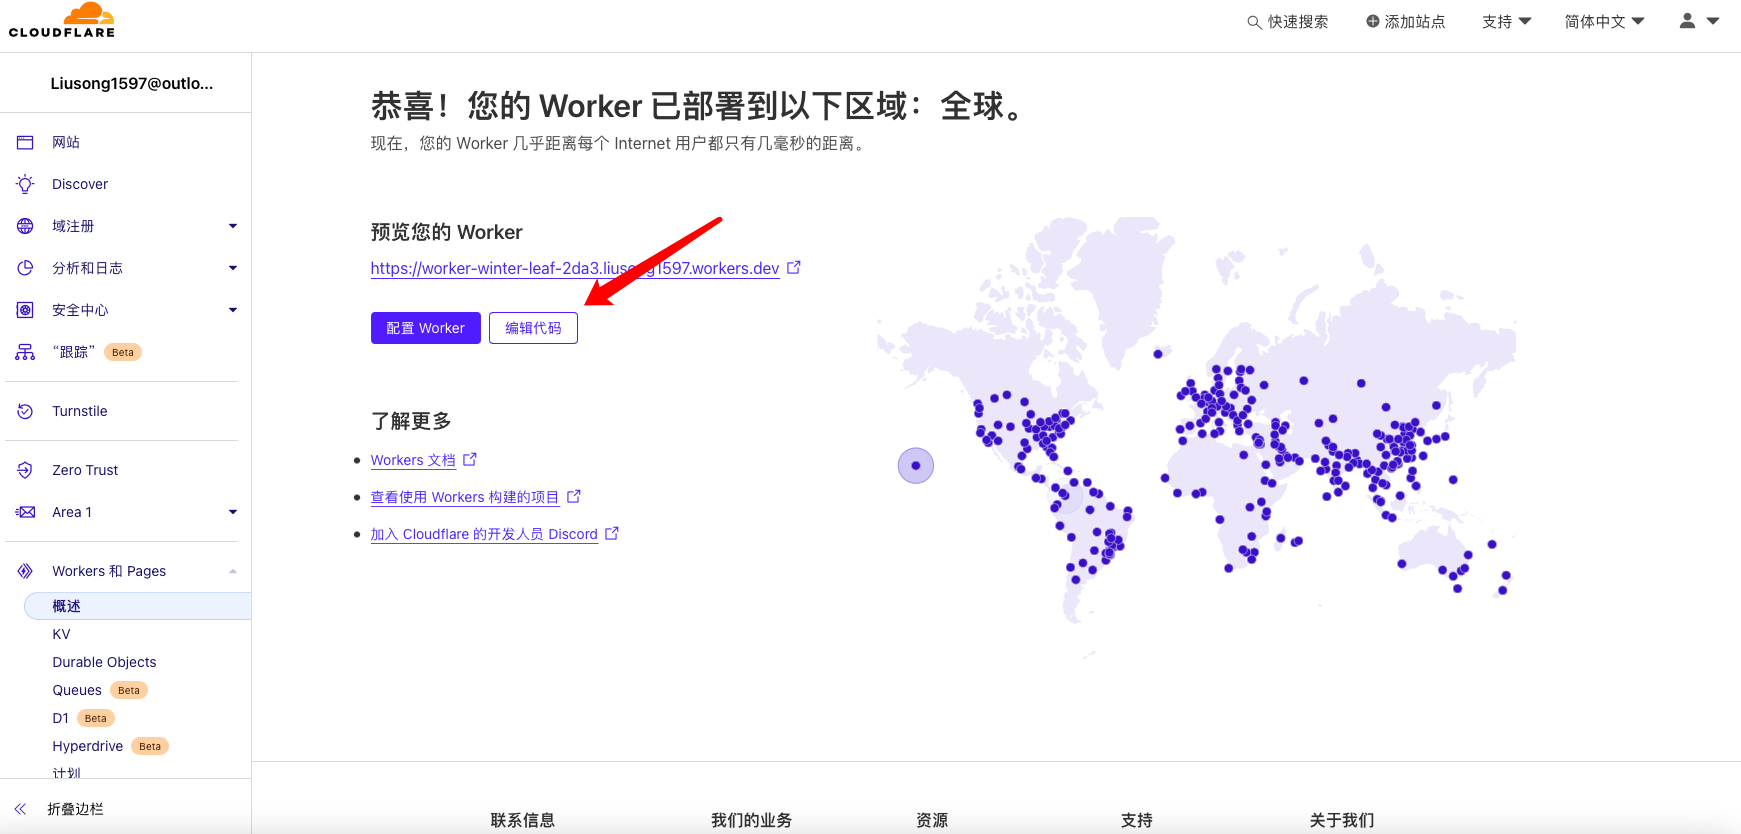 CLOUDFLARE
快速搜索
添加站点
支持
简体中文
Liusong1597@outlo...
网站
Discover
域注册
分析和日志
安全中心
“跟踪” Beta
Turnstile
Zero Trust
Area 1
Workers 和 Pages
概述
KV
Durable Objects
Queues Beta
D1 Beta
Hyperdrive Beta
计划
折叠边栏
恭喜！您的 Worker 已部署到以下区域：全球。
现在，您的 Worker 几乎距离每个 Internet 用户都只有几毫秒的距离。
预览您的 Worker
https://worker-winter-leaf-2da3.liusong1597.workers.dev
配置 Worker
编辑代码
了解更多
Workers 文档
查看使用 Workers 构建的项目
加入 Cloudflare 的开发人员 Discord
联系信息
我们的业务
资源
支持
关于我们